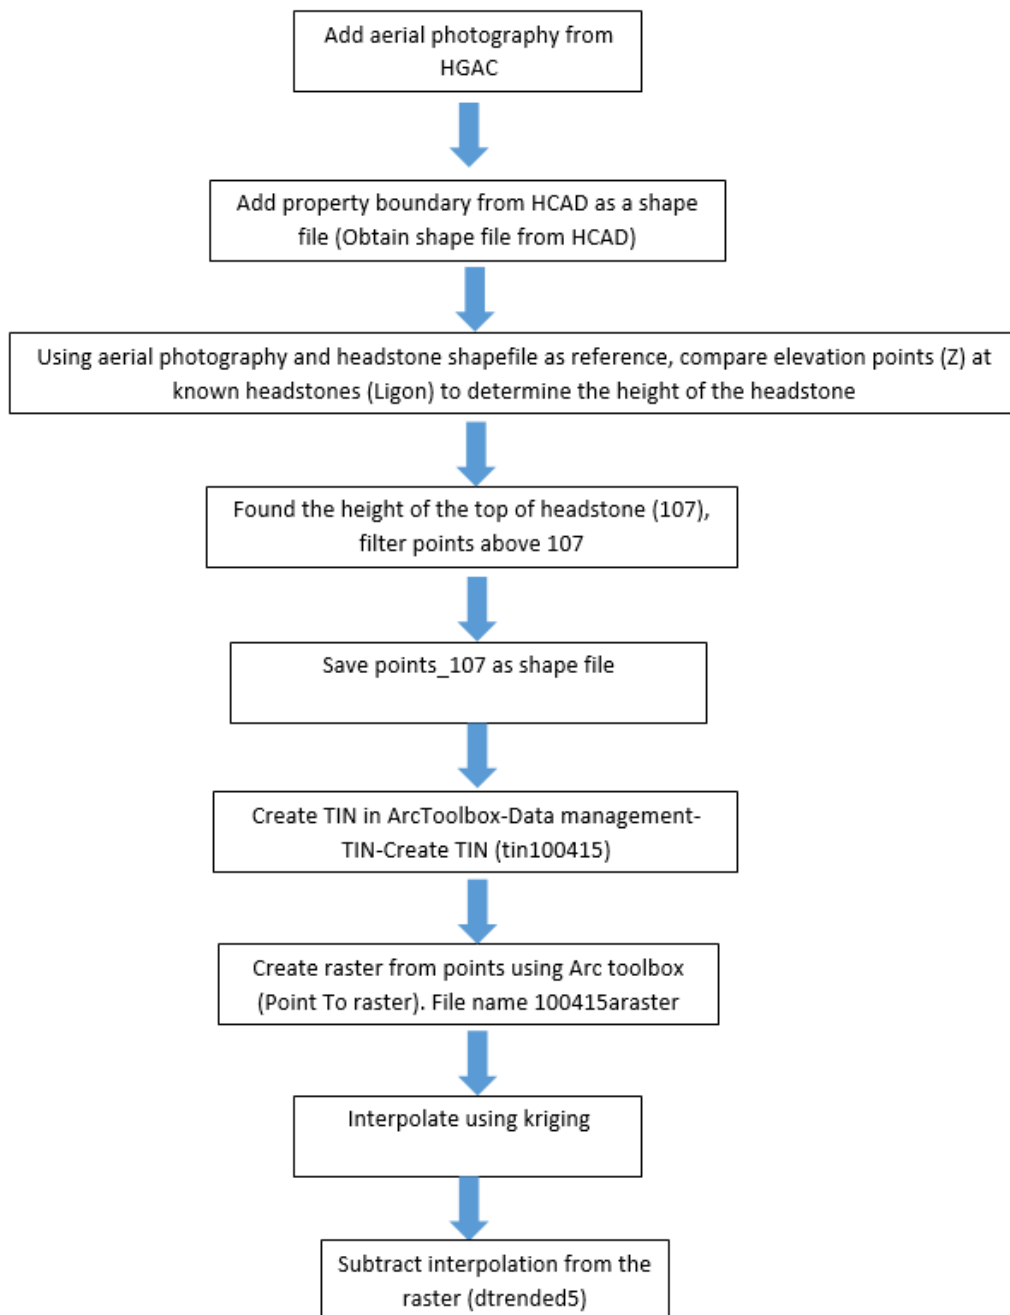 Add aerial photography from
HGAC
Add property boundary from HCAD as a shape
file (Obtain shape file from HCAD)
Using aerial photography and headstone shapefile as reference, compare elevation points (Z) at
known headstones (Ligon) to determine the height of the headstone
Found the height of the top of headstone (107),
filter points above 107
Save points_107 as shape file
Create TIN in ArcToolbox-Data management-
TIN-Create TIN (tin100415)
Create raster from points using Arc toolbox
(Point To raster). File name 100415araster
Interpolate using kriging
Subtract interpolation from the
raster (dtrended5)